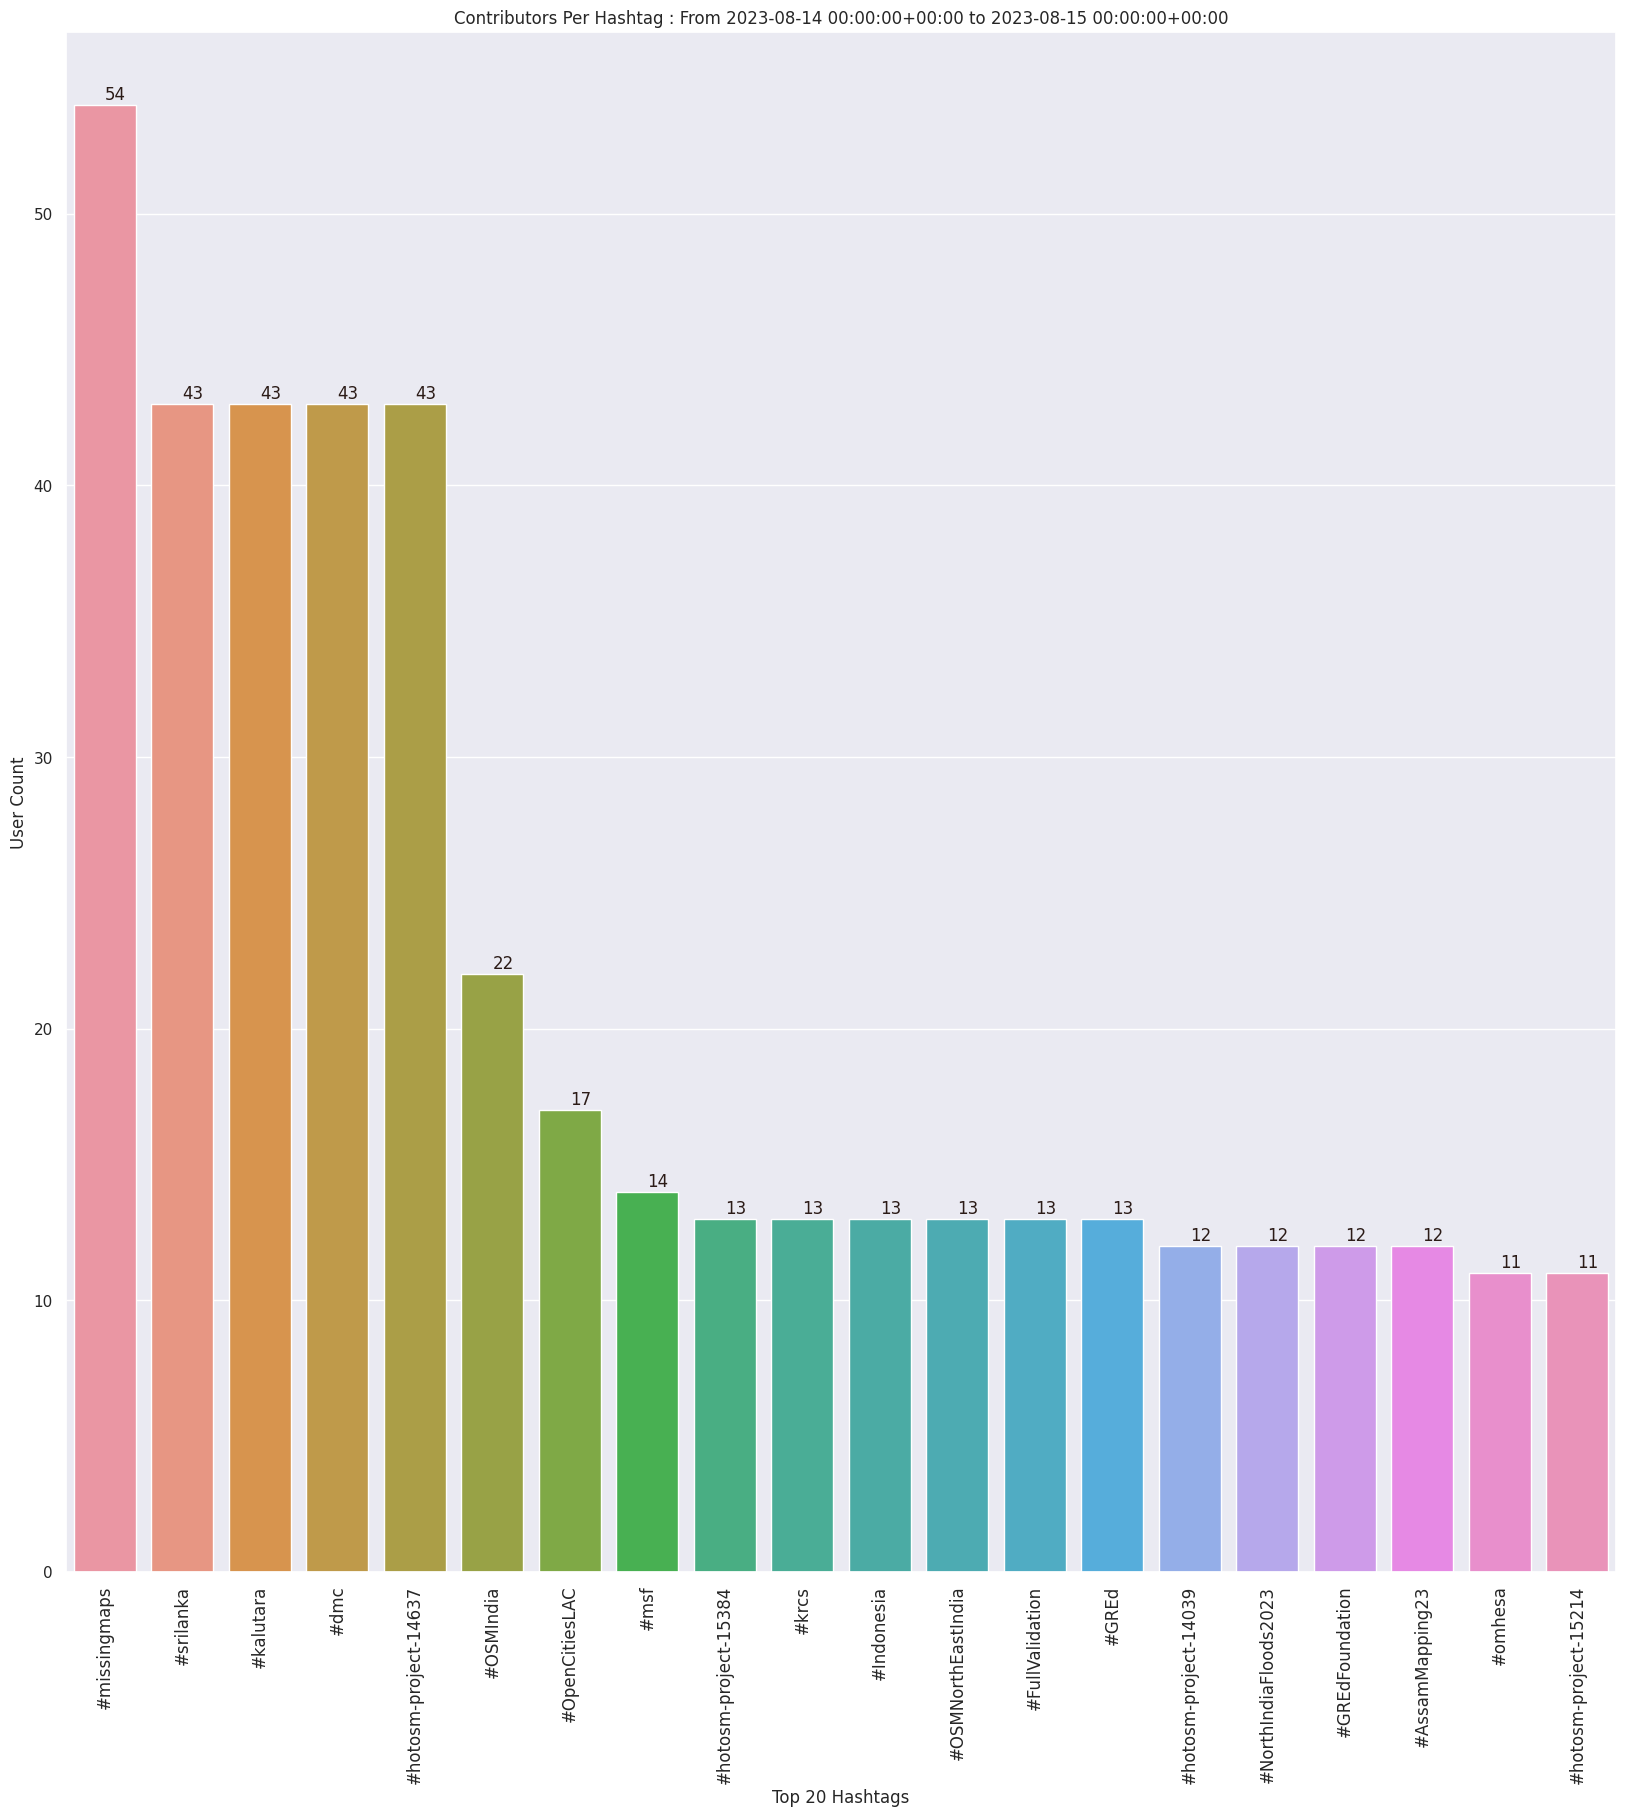 Contributors Per Hashtag : From 2023-08-14 00:00:00+00:00 to 2023-08-15 00:00:00+00:00
54
43
43
43
43
22
17
14
13
13
13
13
13
13
12
12
12
12
11
11
User Count
50
40
30
20
10
0
#missingmaps
#srilanka
#kalutara
#dmc
#hotosm-project-14637
#OSMIndia
#OpenCitiesLAC
#msf
#hotosm-project-15384
#krcs
#Indonesia
#OSMNorthEastIndia
#FullValidation
#GREd
#hotosm-project-14039
#NorthIndiaFloods2023
#GREdFoundation
#AssamMapping23
#omhesa
#hotosm-project-15214
Top 20 Hashtags